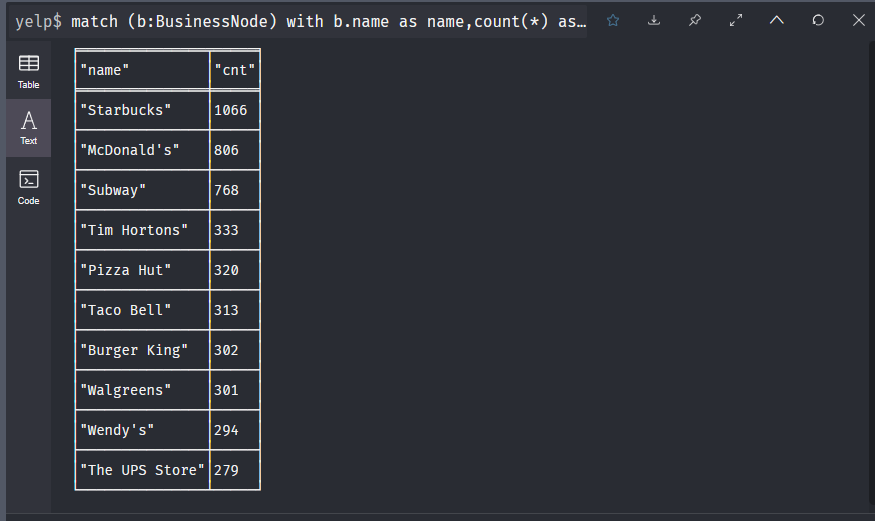 yelp$ match (b:BusinessNode) with b.name as name,count(*) as…
Table
Text
Code
"name" "cnt"
"Starbucks" 1066
"McDonald's" 806
"Subway" 768
"Tim Hortons" 333
"Pizza Hut" 320
"Taco Bell" 313
"Burger King" 302
"Walgreens" 301
"Wendy's" 294
"The UPS Store" 279